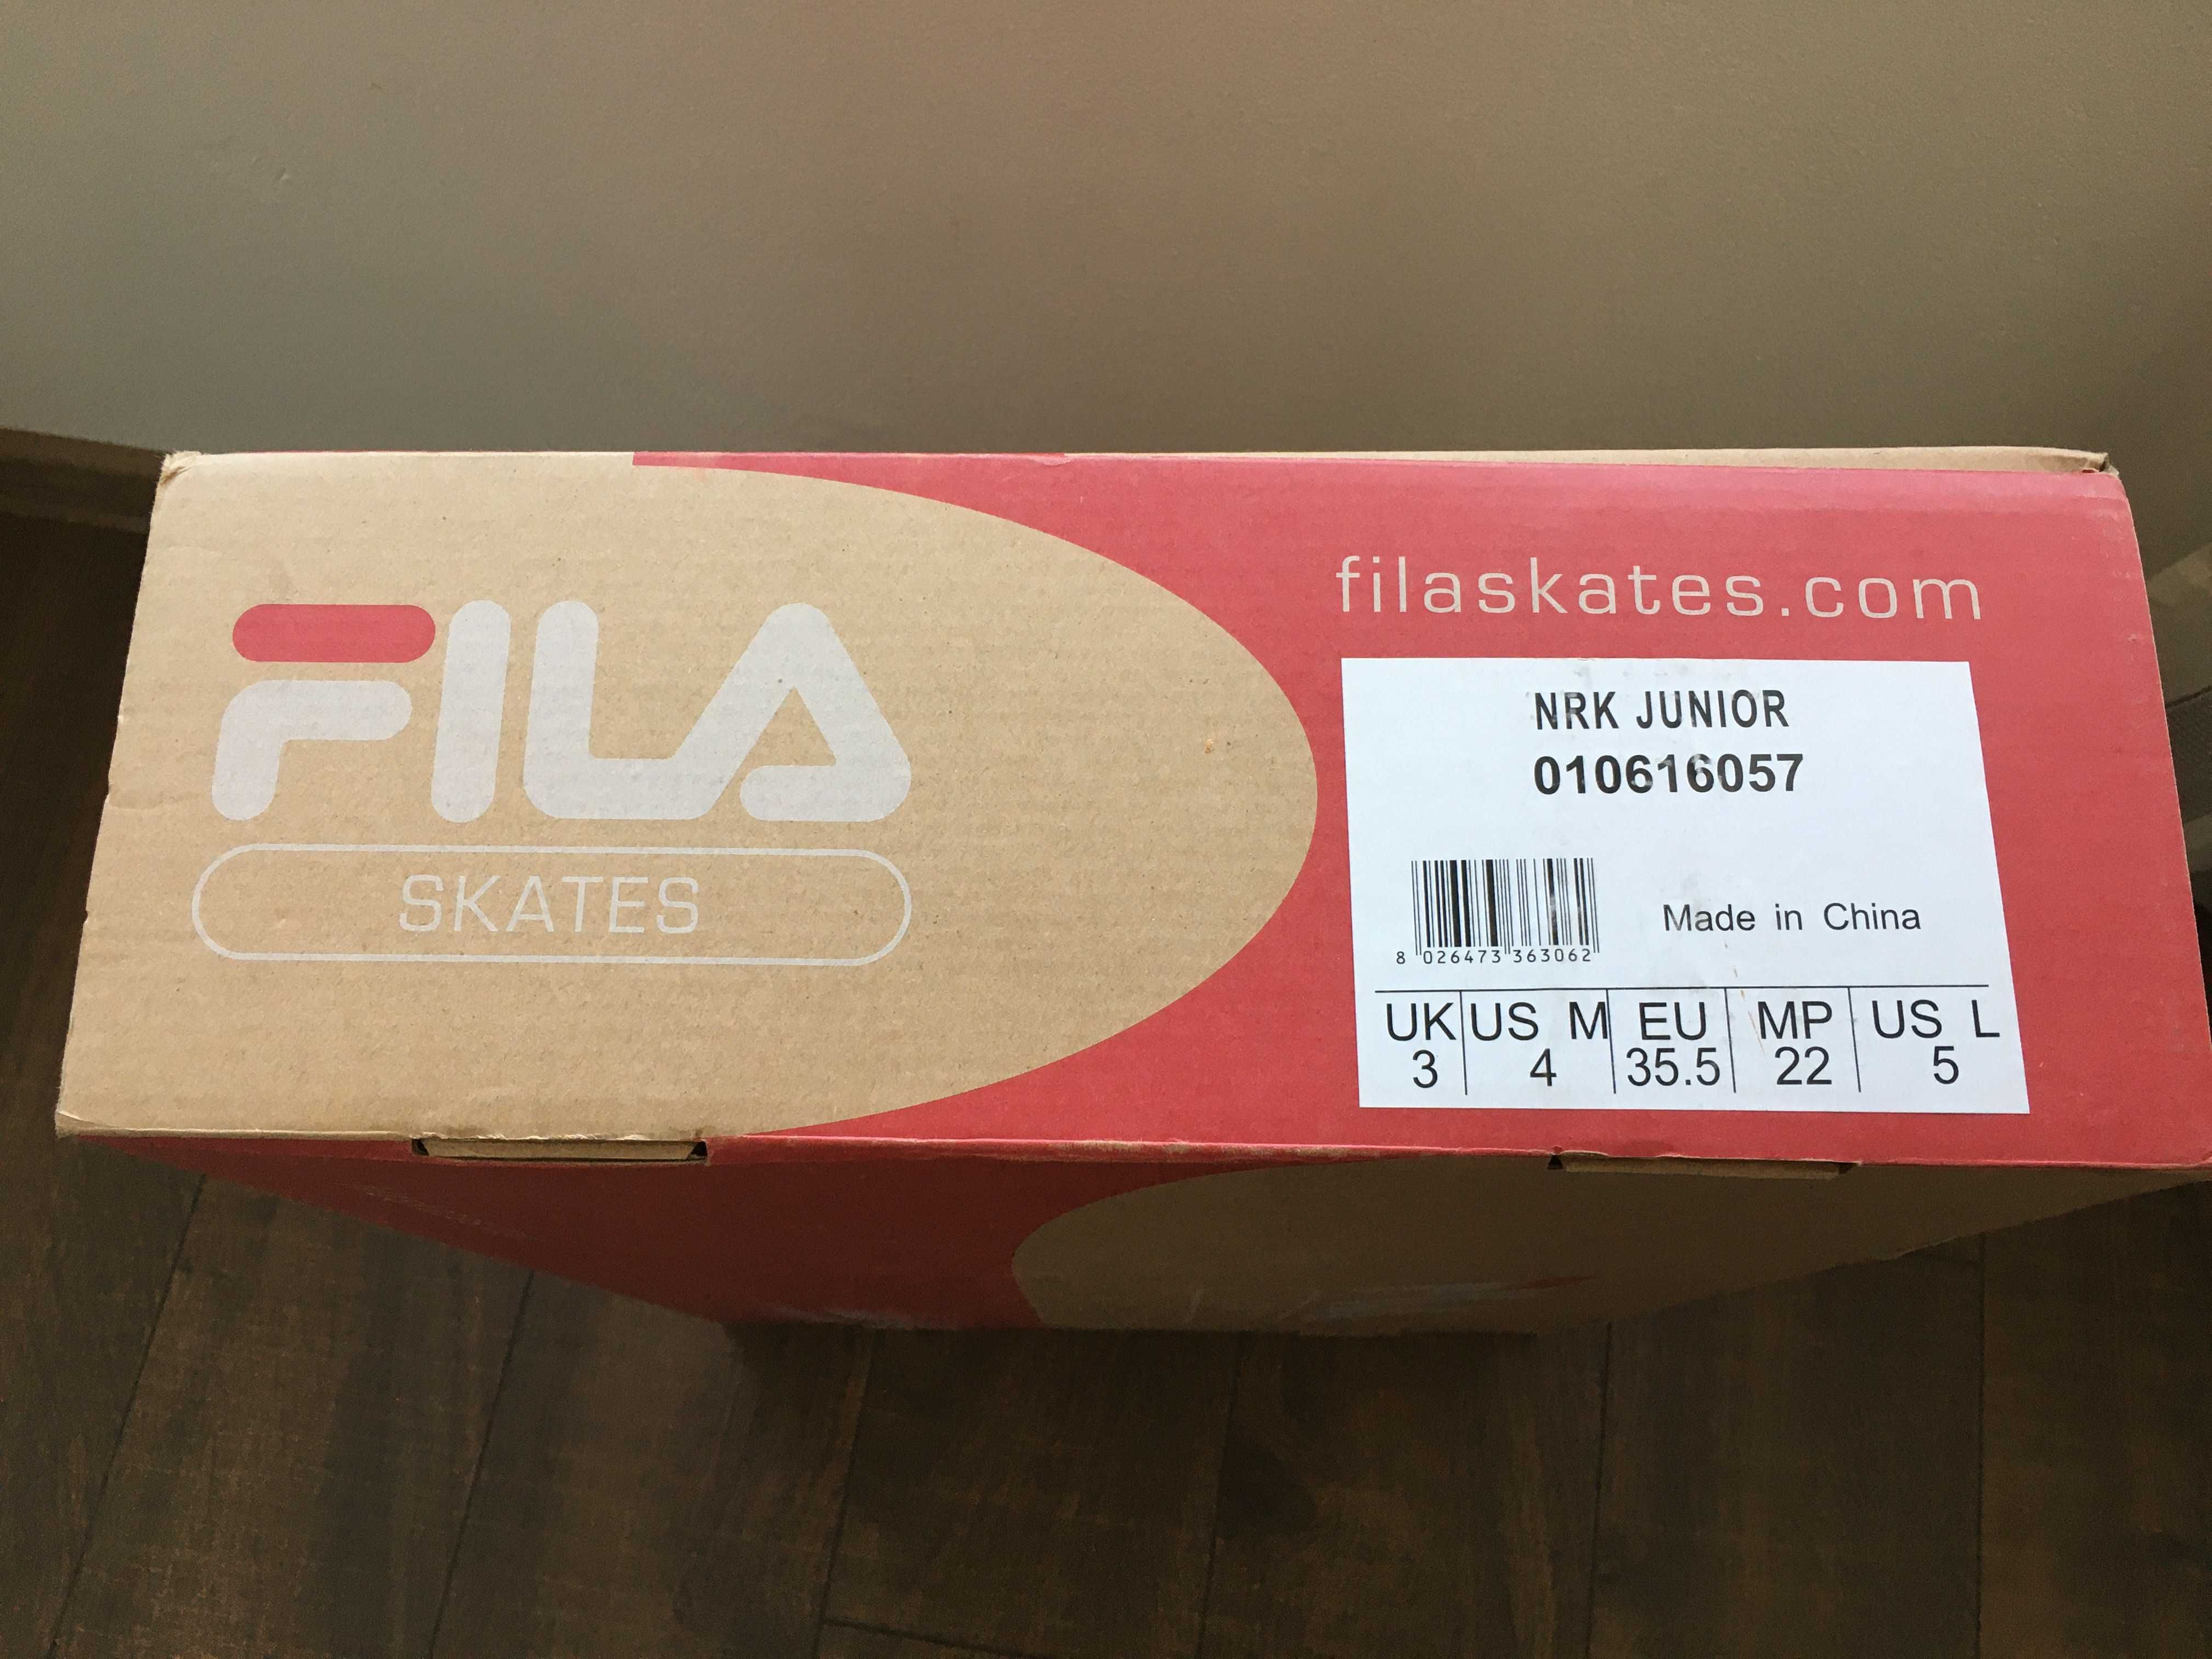 FILA
SKATES
filaskates.com
NRK JUNIOR
010616057
Made in China
8 026473 363062
UK US M EU MP US L
3 4 35.5 22 5